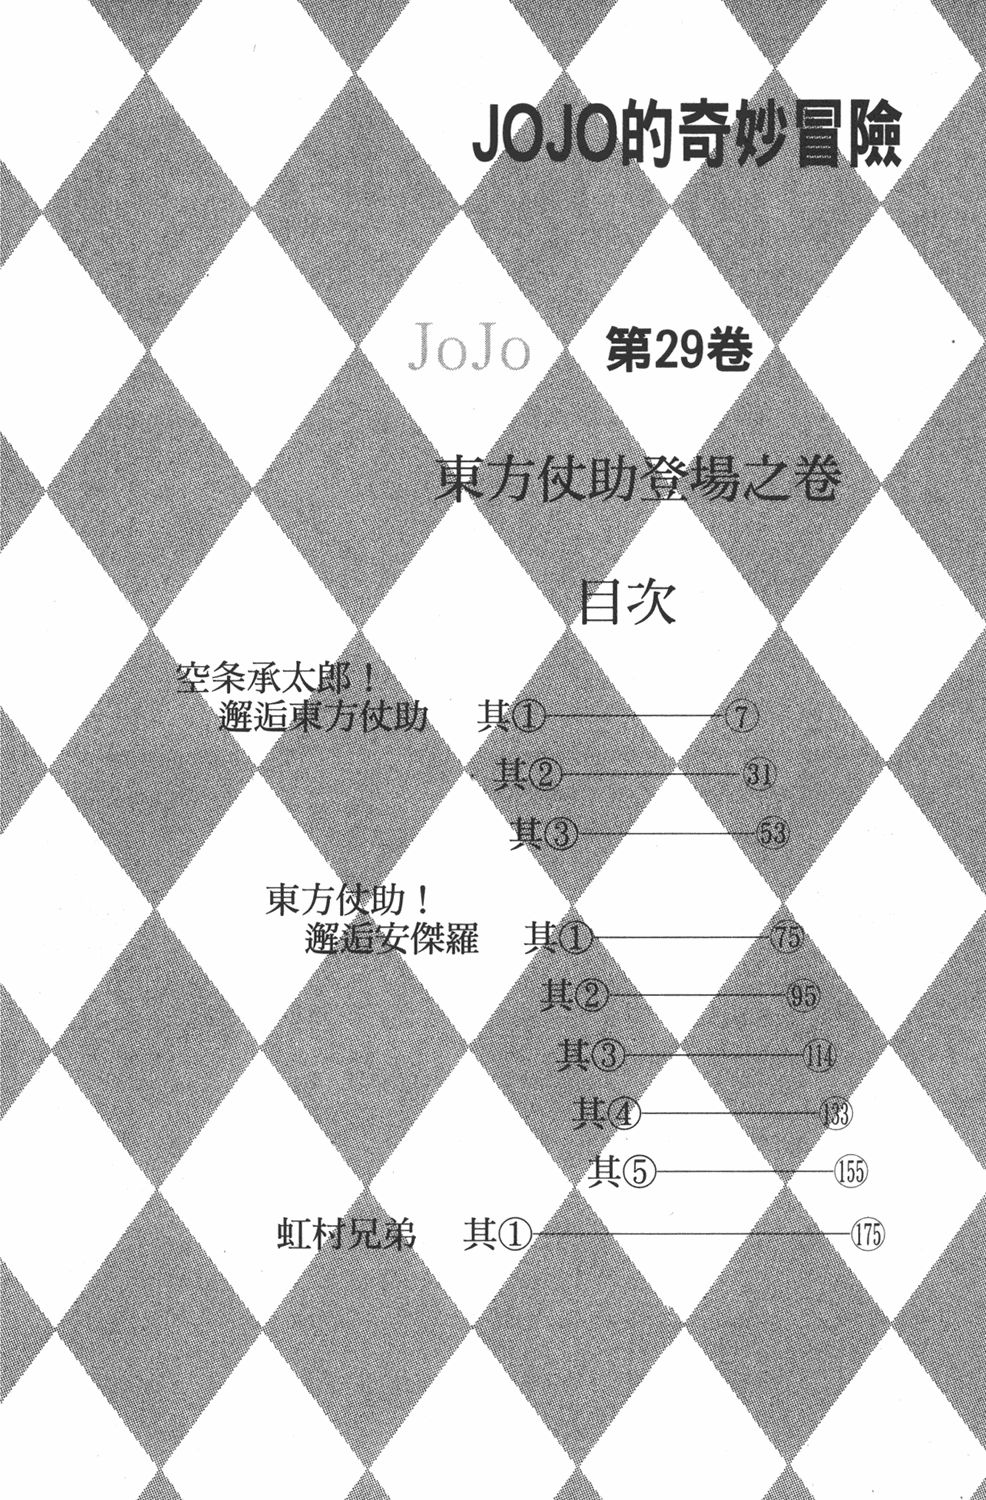 JOJO的奇妙冒險
JoJo 第29卷
東方仗助登場之卷
目次
空条承太郎！
邂逅東方仗助 其①——⑦
其②——㉛
其③——53
東方仗助！
邂逅安傑羅 其①——75
其②——95
其③——114
其④——133
其⑤——155
虹村兄弟 其①——175